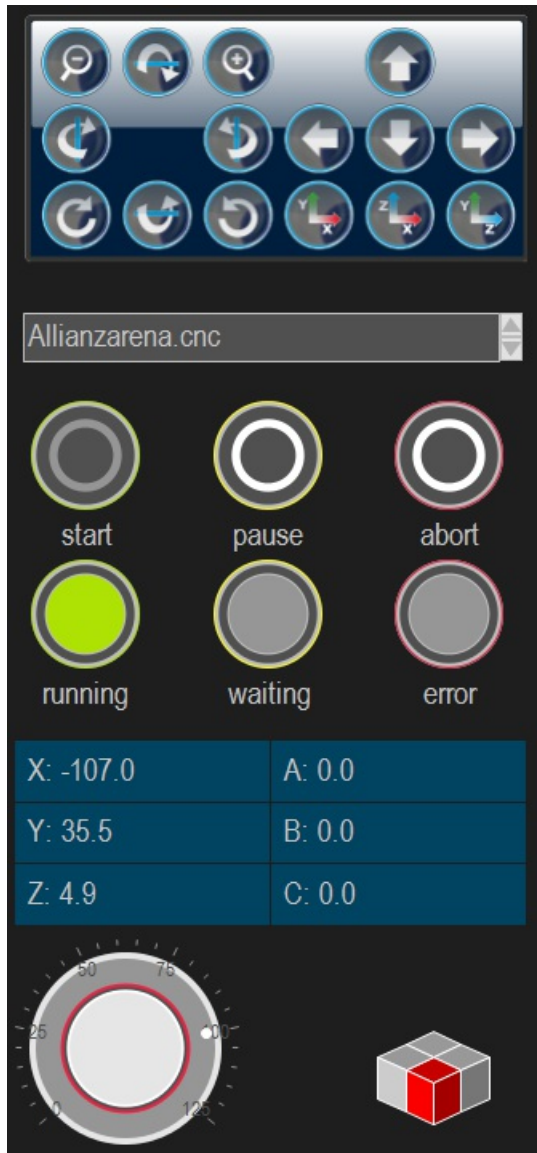 Y X Z X Y Z
Allianzarena.cnc
start pause abort
running waiting error
X: -107.0 A: 0.0
Y: 35.5 B: 0.0
Z: 4.9 C: 0.0
50 75
25 100
0 125